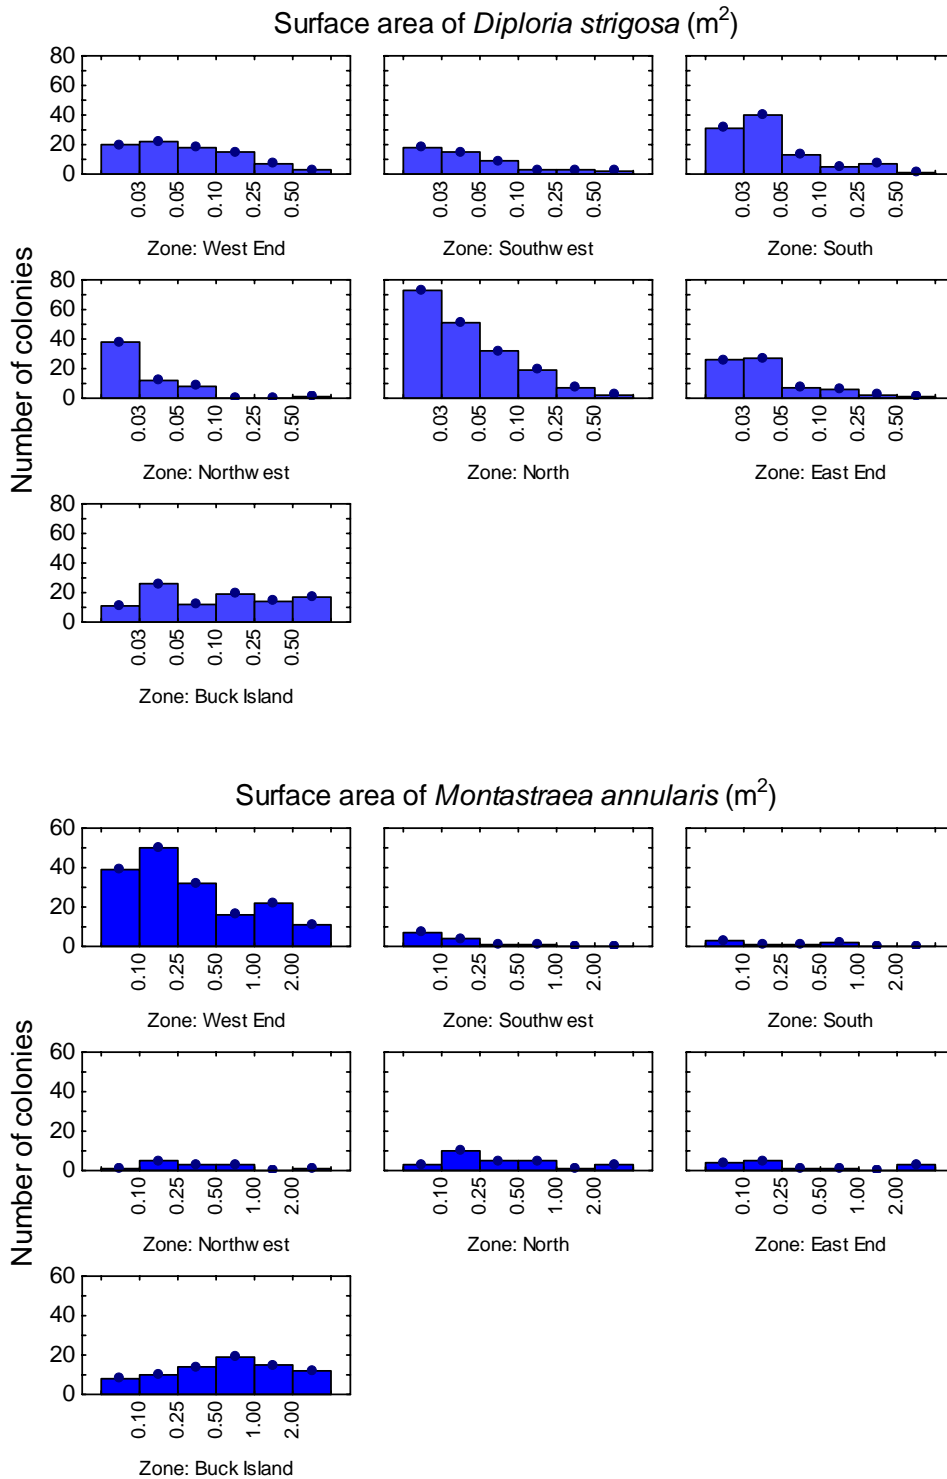 Surface area of Diploria strigosa (m²)
Number of colonies
80
60
40
20
0
0.03 0.05 0.10 0.25 0.50
0.03 0.05 0.10 0.25 0.50
0.03 0.05 0.10 0.25 0.50
Zone: West End Zone: Southwest Zone: South
80
60
40
20
0
0.03 0.05 0.10 0.25 0.50
0.03 0.05 0.10 0.25 0.50
0.03 0.05 0.10 0.25 0.50
Zone: Northwest Zone: North Zone: East End
80
60
40
20
0
0.03 0.05 0.10 0.25 0.50
Zone: Buck Island
Surface area of Montastraea annularis (m²)
Number of colonies
60
40
20
0
0.10 0.25 0.50 1.00 2.00
0.10 0.25 0.50 1.00 2.00
0.10 0.25 0.50 1.00 2.00
Zone: West End Zone: Southwest Zone: South
60
40
20
0
0.10 0.25 0.50 1.00 2.00
0.10 0.25 0.50 1.00 2.00
0.10 0.25 0.50 1.00 2.00
Zone: Northwest Zone: North Zone: East End
60
40
20
0
0.10 0.25 0.50 1.00 2.00
Zone: Buck Island